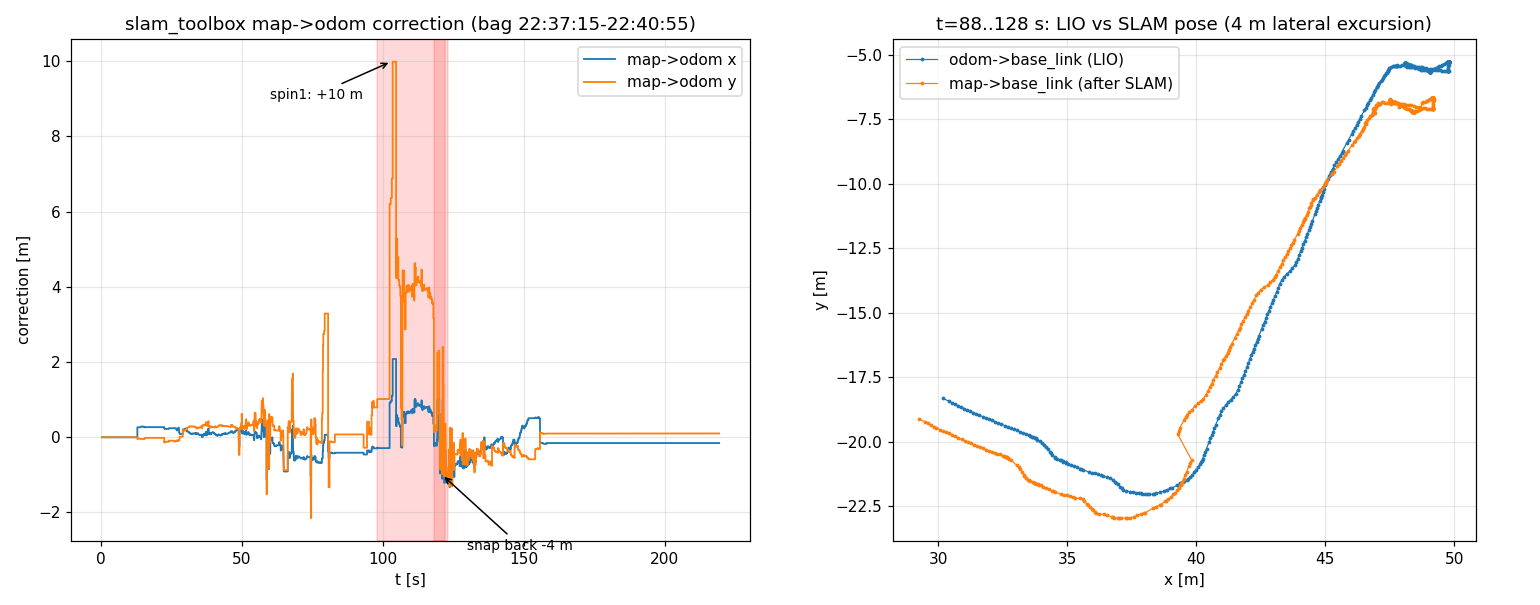 slam_toolbox map->odom correction (bag 22:37:15-22:40:55)
correction [m]
10
8
6
4
2
0
−2
map->odom x
map->odom y
spin1: +10 m
snap back -4 m
0
50
100
150
200
t [s]
t=88..128 s: LIO vs SLAM pose (4 m lateral excursion)
y [m]
−5.0
−7.5
−10.0
−12.5
−15.0
−17.5
−20.0
−22.5
odom->base_link (LIO)
map->base_link (after SLAM)
30
35
40
45
50
x [m]